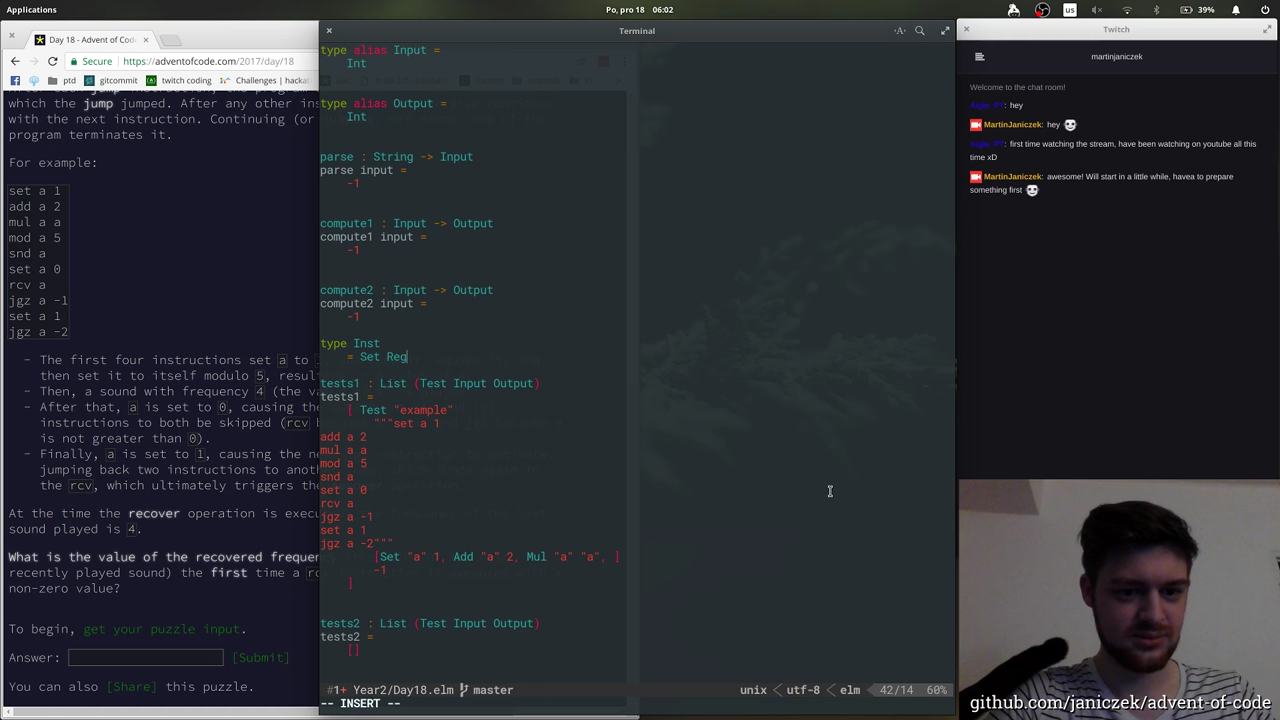 Applications
Po, pro 18 06:02
us
39%
Day 18 - Advent of Cod
Secure
https://adventofcode.com/2017/day/18
ptd
gitcommit
twitch coding
Challenges | hacka
which the jump jumped. After any other ins
with the next instruction. Continuing (or
program terminates it.
For example:
set a 1
add a 2
mul a a
mod a 5
snd a
set a 0
rcv a
jgz a -1
set a 1
jgz a -2
- The first four instructions set a to
then set it to itself modulo 5, resul
- Then, a sound with frequency 4 (the va
- After that, a is set to 0, causing the
instructions to both be skipped (rcv b
is not greater than 0).
- Finally, a is set to 1, causing the ne
jumping back two instructions to anoth
the rcv, which ultimately triggers the
At the time the recover operation is exec
sound played is 4.
What is the value of the recovered frequen
recently played sound) the first time a rc
non-zero value?
To begin, get your puzzle input.
Answer:
[Submit]
You can also [Share] this puzzle.
Terminal
type alias Input =
Int
type alias Output =
Int
parse : String -> Input
parse input =
-1
compute1 : Input -> Output
compute1 input =
-1
compute2 : Input -> Output
compute2 input =
-1
type Inst
= Set Reg
tests1 : List (Test Input Output)
tests1 =
[ Test "example"
"""set a 1
add a 2
mul a a
mod a 5
snd a
set a 0
rcv a
jgz a -1
set a 1
jgz a -2"""
[Set "a" 1, Add "a" 2, Mul "a" "a", ]
-1
]
tests2 : List (Test Input Output)
tests2 =
[]
#1+ Year2/Day18.elm master
unix < utf-8 < elm 42/14 60%
-- INSERT --
Twitch
martinjaniczek
Welcome to the chat room!
hey
MartinJaniczek: hey
first time watching the stream, have been watching on youtube all this
time xD
MartinJaniczek: awesome! Will start in a little while, havea to prepare
something first
github.com/janiczek/advent-of-code